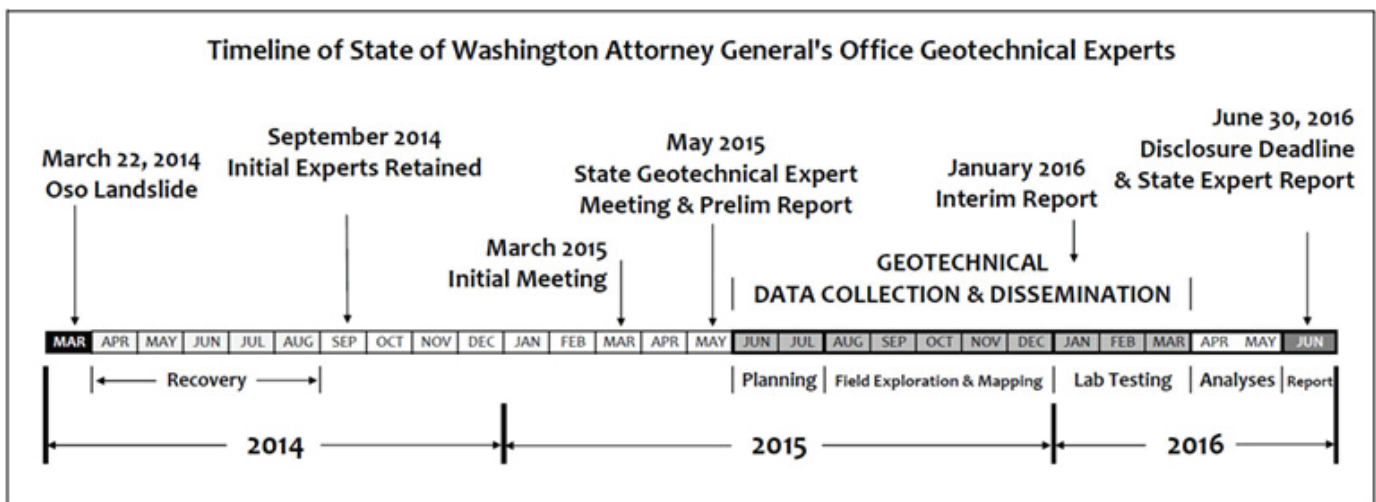 Timeline of State of Washington Attorney General's Office Geotechnical Experts
March 22, 2014
Oso Landslide
September 2014
Initial Experts Retained
March 2015
Initial Meeting
May 2015
State Geotechnical Expert
Meeting & Prelim Report
January 2016
Interim Report
June 30, 2016
Disclosure Deadline
& State Expert Report
GEOTECHNICAL
DATA COLLECTION & DISSEMINATION
MAR APR MAY JUN JUL AUG SEP OCT NOV DEC JAN FEB MAR APR MAY JUN JUL AUG SEP OCT NOV DEC JAN FEB MAR APR MAY JUN
Recovery Planning Field Exploration & Mapping Lab Testing Analyses Report
2014 2015 2016